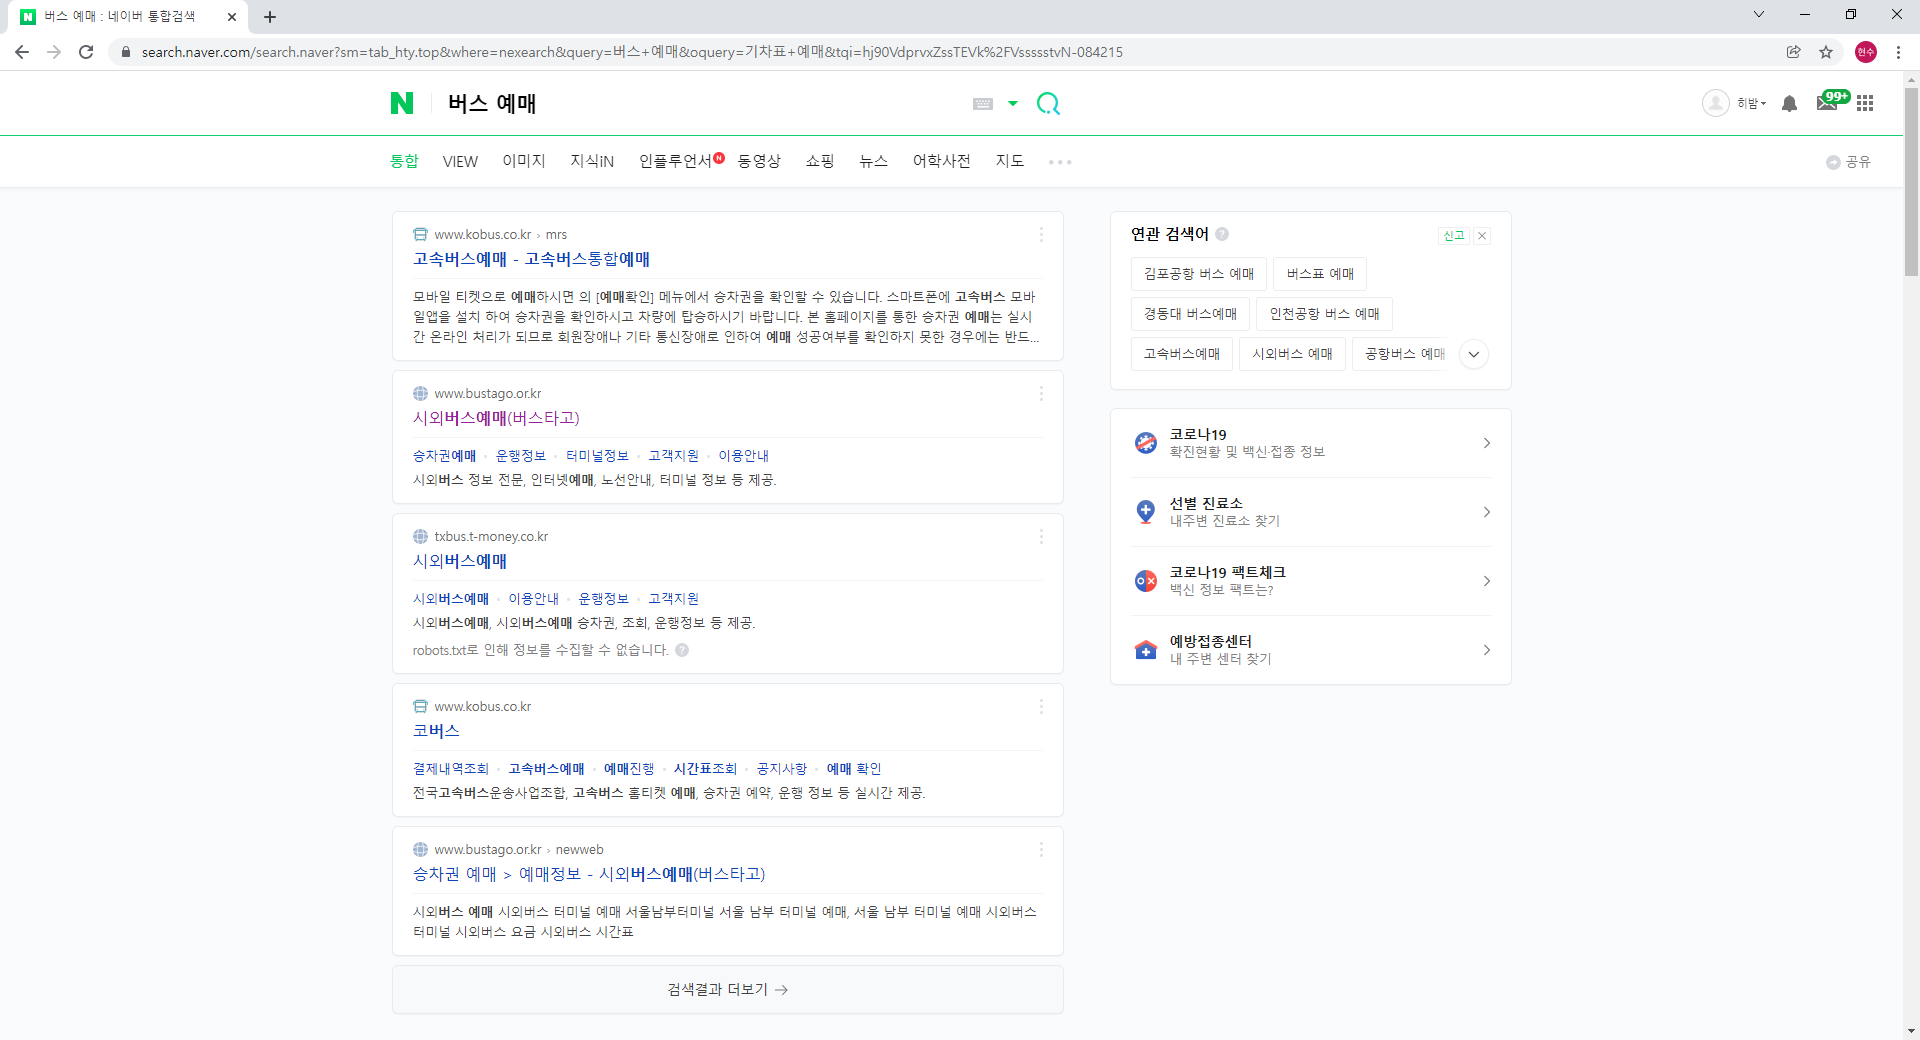 버스 예매 : 네이버 통합검색
search.naver.com/search.naver?sm=tab_hty.top&where=nexearch&query=버스+예매&oquery=기차표+예매&tqi=hj90VdprvxZssTEVk%2FVssssstvN-084215
현수
N 버스 예매
히밤
99+
통합 VIEW 이미지 지식iN 인플루언서 N 동영상 쇼핑 뉴스 어학사전 지도
공유
www.kobus.co.kr › mrs
고속버스예매 - 고속버스통합예매
모바일 티켓으로 예매하시면 의 [예매확인] 메뉴에서 승차권을 확인할 수 있습니다. 스마트폰에 고속버스 모바
일앱을 설치 하여 승차권을 확인하시고 차량에 탑승하시기 바랍니다. 본 홈페이지를 통한 승차권 예매는 실시
간 온라인 처리가 되므로 회원장애나 기타 통신장애로 인하여 예매 성공여부를 확인하지 못한 경우에는 반드...
www.bustago.or.kr
시외버스예매(버스타고)
승차권예매 · 운행정보 · 터미널정보 · 고객지원 · 이용안내
시외버스 정보 전문, 인터넷예매, 노선안내, 터미널 정보 등 제공.
txbus.t-money.co.kr
시외버스예매
시외버스예매 · 이용안내 · 운행정보 · 고객지원
시외버스예매, 시외버스예매 승차권, 조회, 운행정보 등 제공.
robots.txt로 인해 정보를 수집할 수 없습니다. ?
www.kobus.co.kr
코버스
결제내역조회 · 고속버스예매 · 예매진행 · 시간표조회 · 공지사항 · 예매 확인
전국고속버스운송사업조합, 고속버스 홈티켓 예매, 승차권 예약, 운행 정보 등 실시간 제공.
www.bustago.or.kr › newweb
승차권 예매 > 예매정보 - 시외버스예매(버스타고)
시외버스 예매 시외버스 터미널 예매 서울남부터미널 서울 남부 터미널 예매, 서울 남부 터미널 예매 시외버스
터미널 시외버스 요금 시외버스 시간표
검색결과 더보기 →
연관 검색어 ?
신고
김포공항 버스 예매 버스표 예매
경동대 버스예매 인천공항 버스 예매
고속버스예매 시외버스 예매 공항버스 예매
코로나19
확진현황 및 백신·접종 정보
선별 진료소
내주변 진료소 찾기
코로나19 팩트체크
백신 정보 팩트는?
예방접종센터
내 주변 센터 찾기